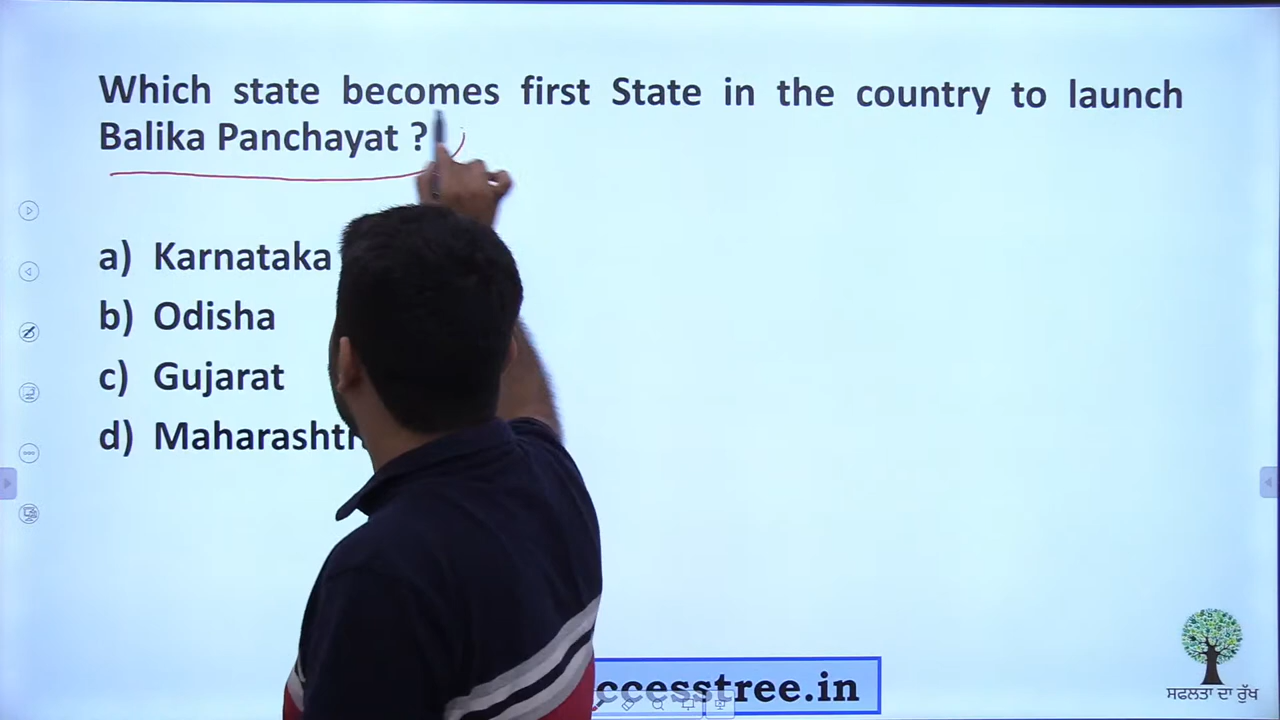 Which state becomes first State in the country to launch
Balika Panchayat ?
a) Karnataka
b) Odisha
c) Gujarat
d) Maharashtra
ccesstree.in
ਸਫਲਤਾ ਦਾ ਰੁੱਖ